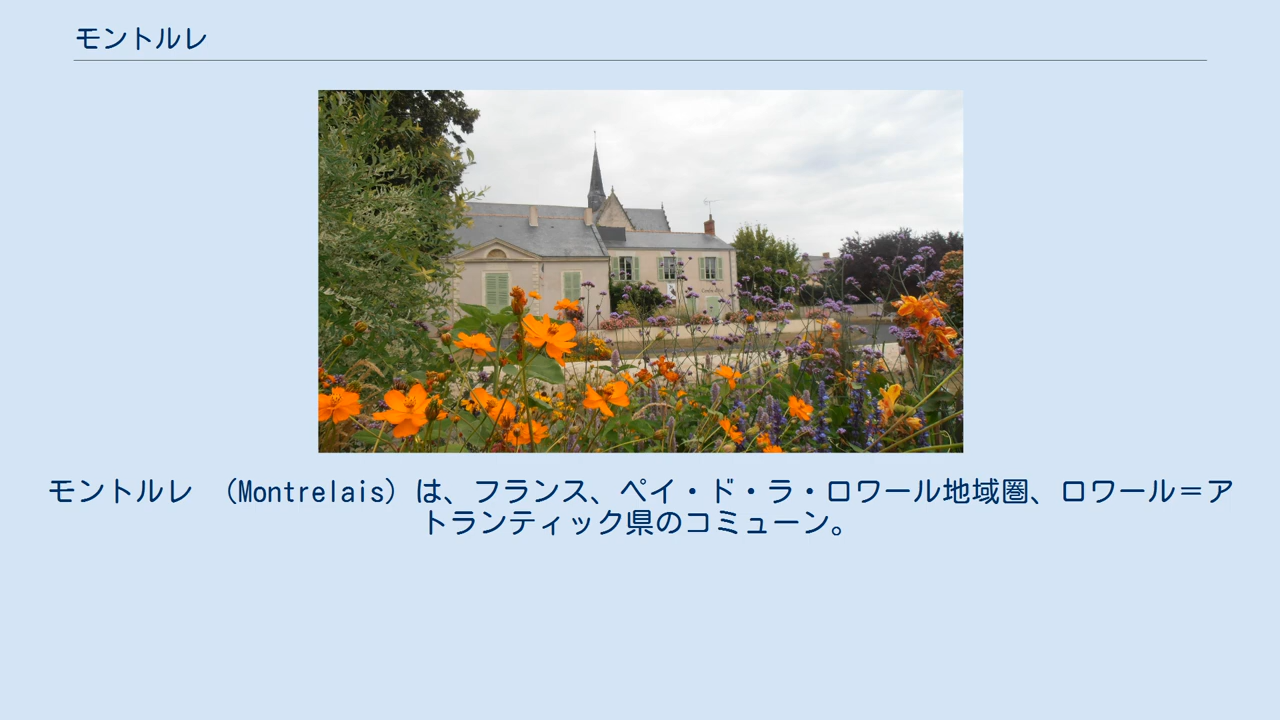 モントルレ
モントルレ （Montrelais）は、フランス、ペイ・ド・ラ・ロワール地域圏、ロワール＝ア
トランティック県のコミューン。